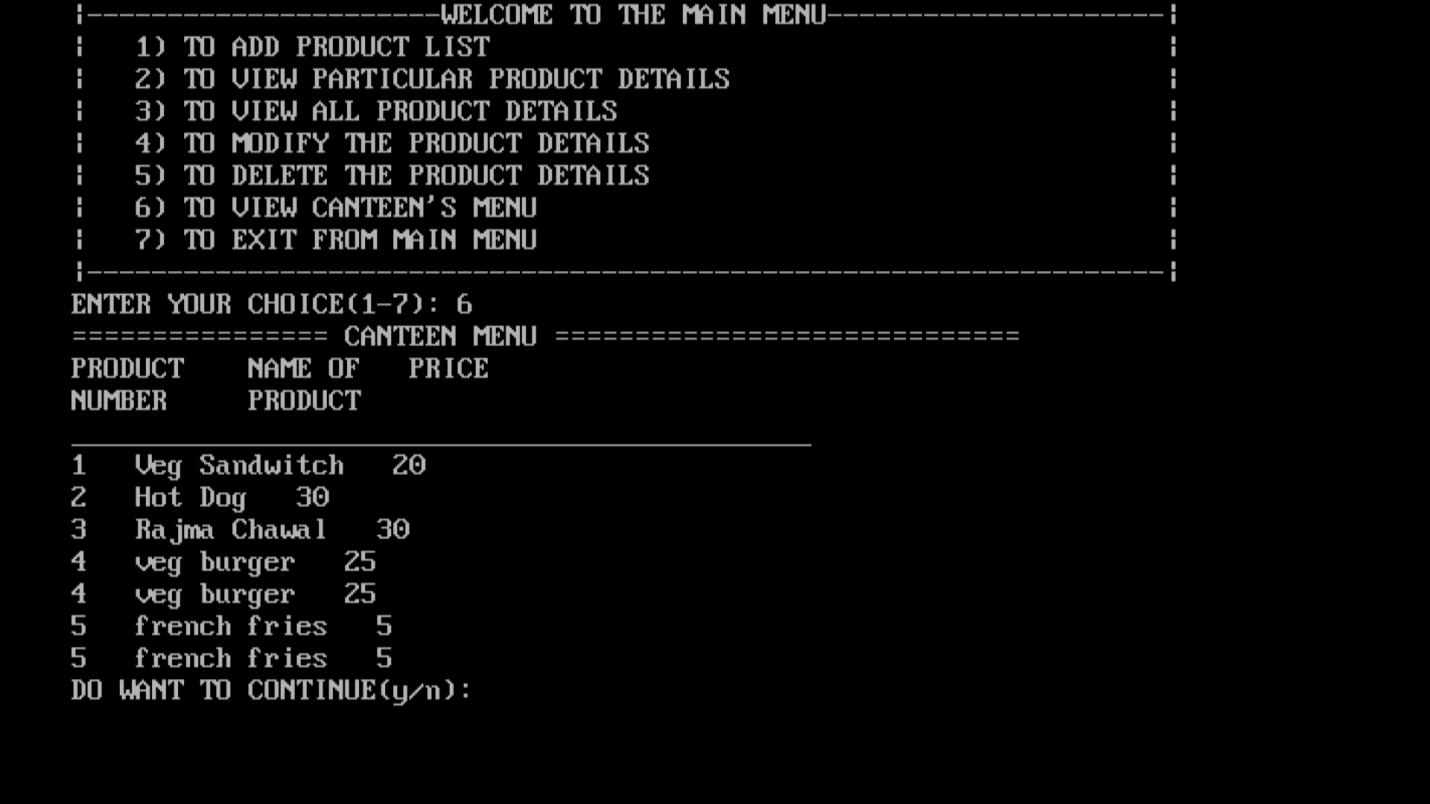 ¦----------------------WELCOME TO THE MAIN MENU---------------------¦
¦   1) TO ADD PRODUCT LIST                                          ¦
¦   2) TO VIEW PARTICULAR PRODUCT DETAILS                           ¦
¦   3) TO VIEW ALL PRODUCT DETAILS                                  ¦
¦   4) TO MODIFY THE PRODUCT DETAILS                                ¦
¦   5) TO DELETE THE PRODUCT DETAILS                                ¦
¦   6) TO VIEW CANTEEN'S MENU                                       ¦
¦   7) TO EXIT FROM MAIN MENU                                       ¦
¦-------------------------------------------------------------------¦
ENTER YOUR CHOICE(1-7): 6
================ CANTEEN MENU =============================
PRODUCT    NAME OF   PRICE
NUMBER     PRODUCT
______________________________________________
1   Veg Sandwitch   20
2   Hot Dog   30
3   Rajma Chawal   30
4   veg burger   25
4   veg burger   25
5   french fries   5
5   french fries   5
DO WANT TO CONTINUE(y/n):